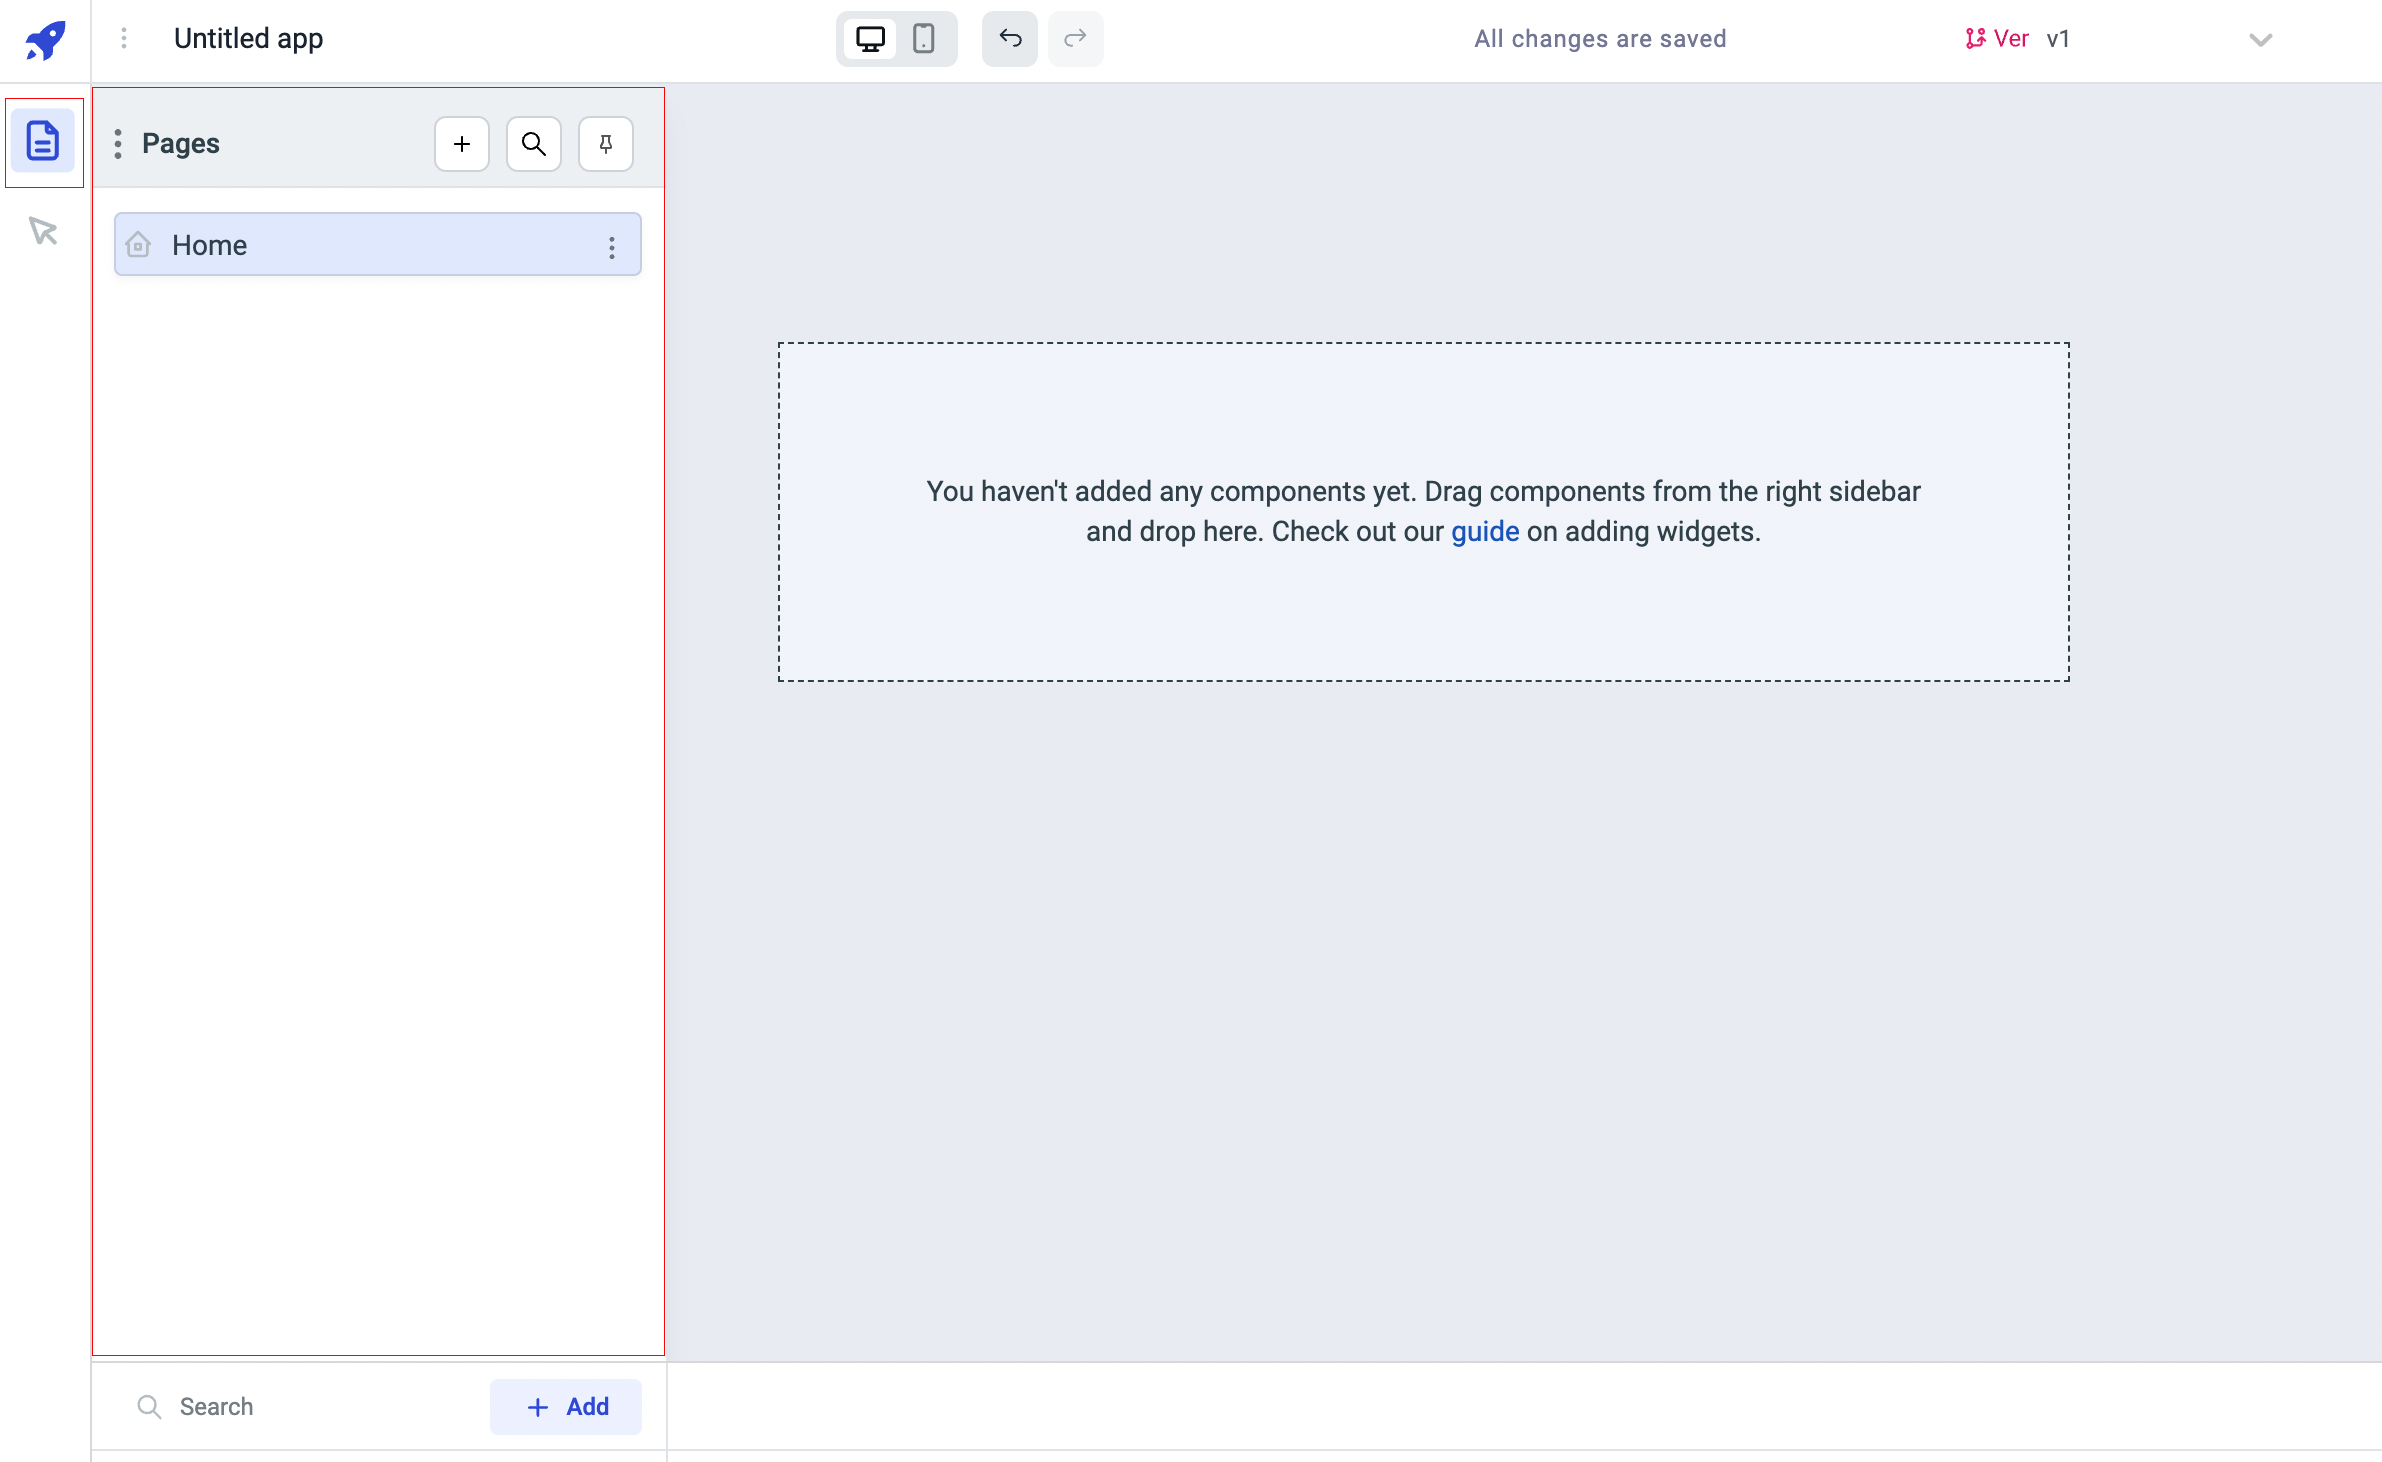 Untitled app
All changes are saved
Ver v1
Pages
Home
You haven't added any components yet. Drag components from the right sidebar
and drop here. Check out our guide on adding widgets.
Search
Add